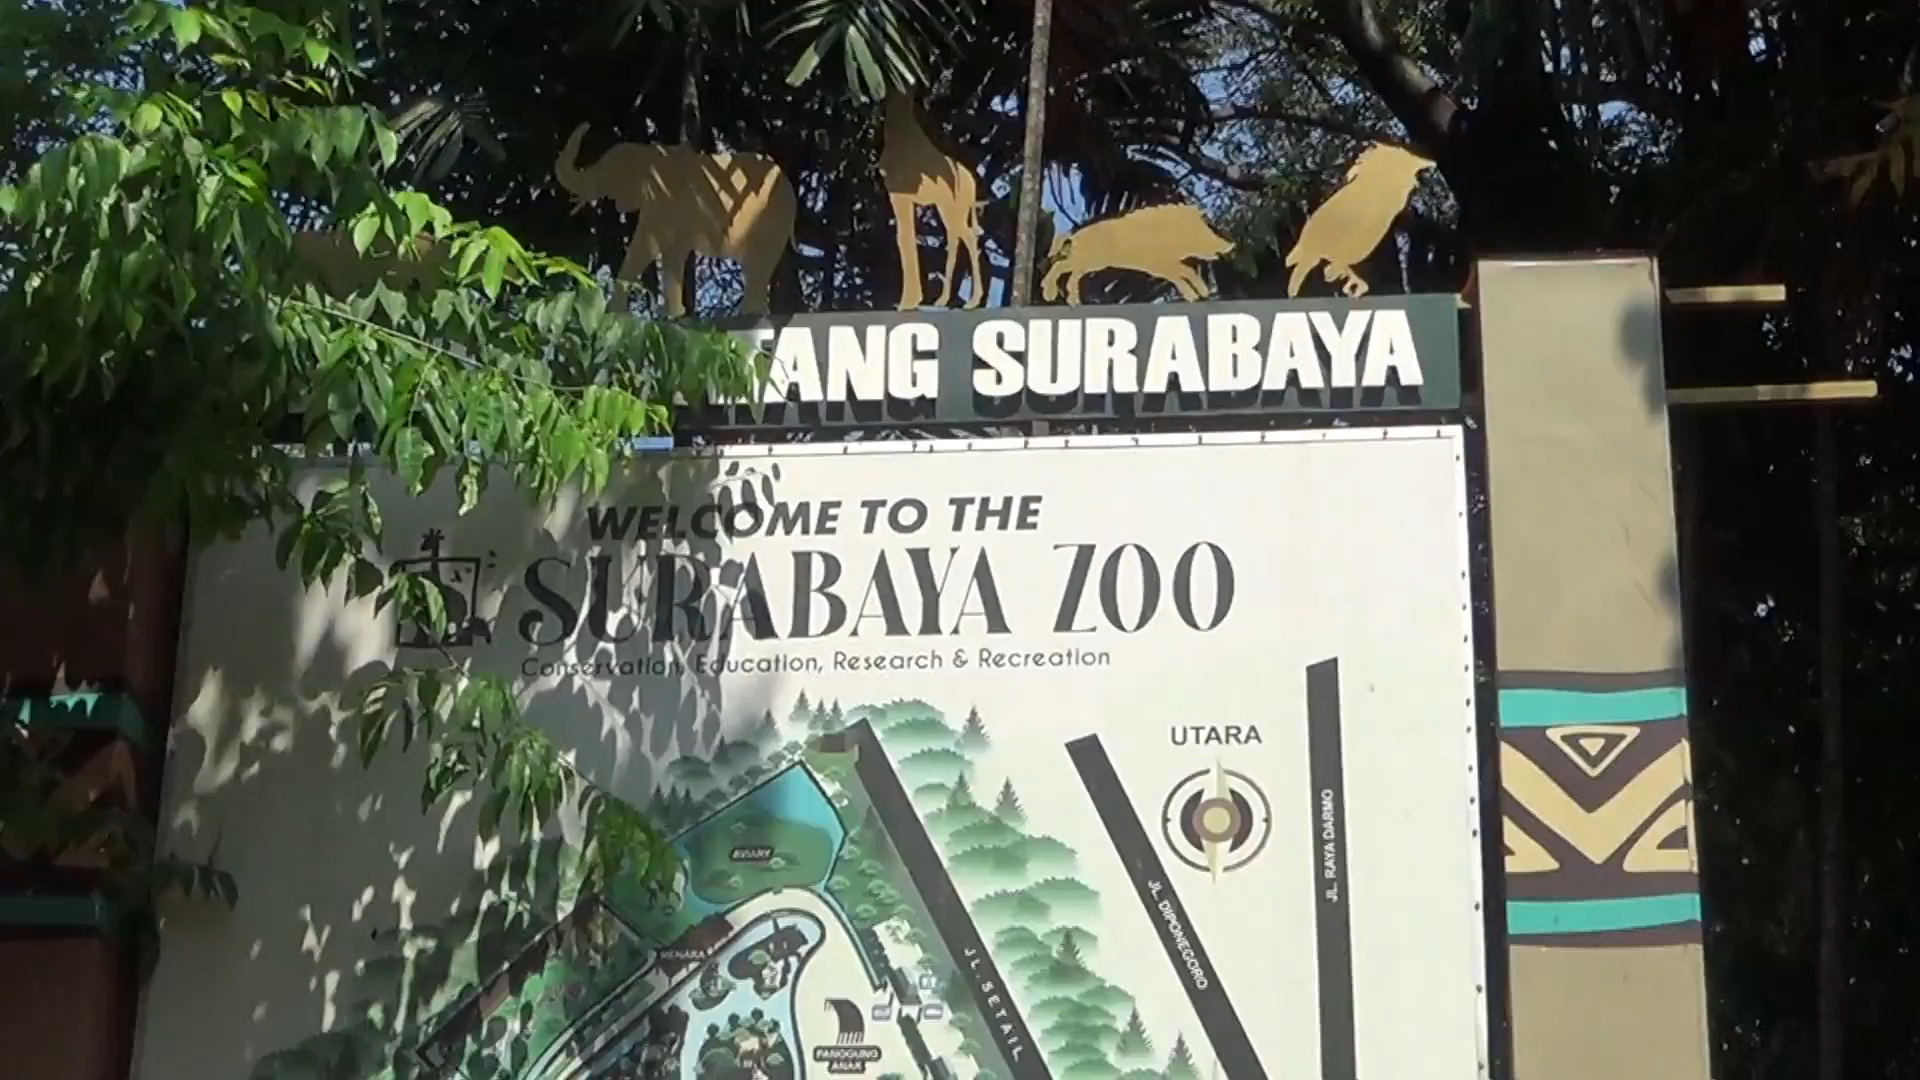 TANG SURABAYA
WELCOME TO THE
SURABAYA ZOO
Conservation, Education, Research & Recreation
UTARA
JL. RAYA DARMO
AVIARY
JL. DIPONEGORO
MENARA
JL. SETAIL
PANGGUNG
ANAK